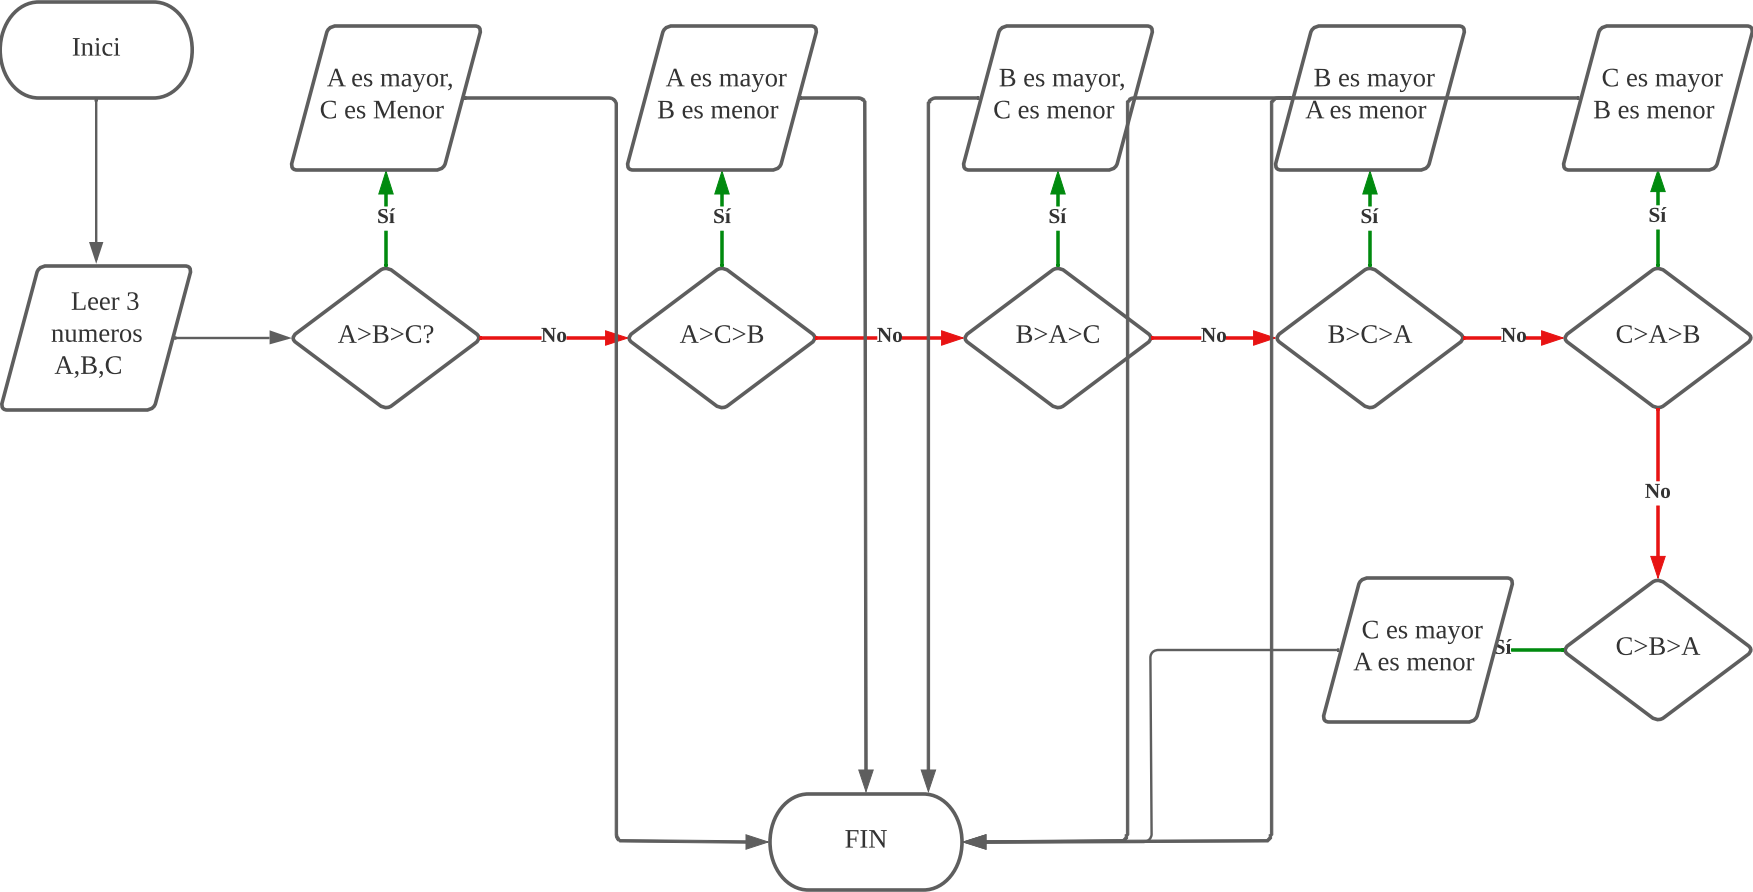 Inici
A es mayor,
C es Menor
A es mayor
B es menor
B es mayor,
C es menor
B es mayor
A es menor
C es mayor
B es menor
Sí
Sí
Sí
Sí
Sí
Leer 3
numeros
A,B,C
A>B>C?
No
A>C>B
No
B>A>C
No
B>C>A
No
C>A>B
No
C es mayor
A es menor
Sí
C>B>A
FIN